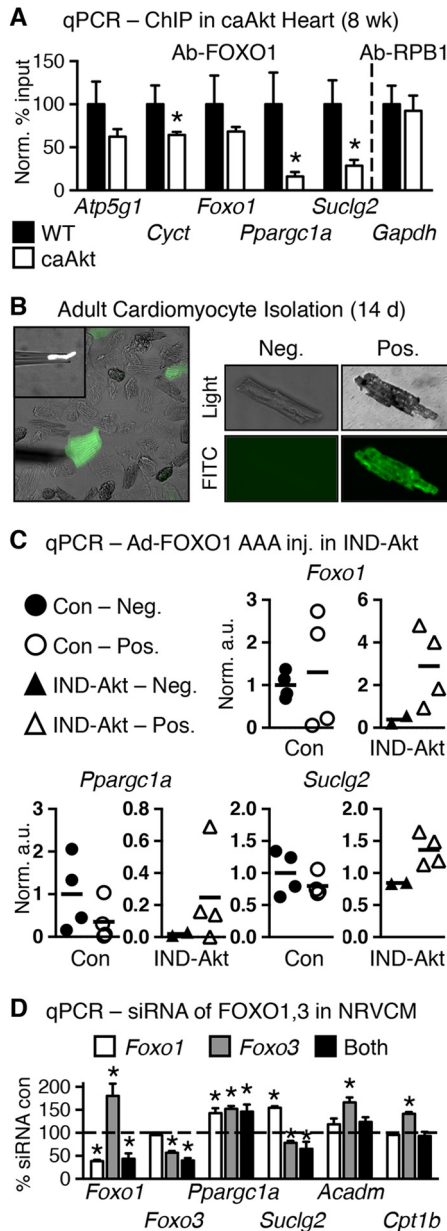 A qPCR – ChIP in caAkt Heart (8 wk)
Ab-FOXO1 Ab-RPB1
Norm. % input
150
100
50
0
Atp5g1 Foxo1 Suclg2
Cyct Ppargc1a Gapdh
WT
caAkt
* * *
B Adult Cardiomyocyte Isolation (14 d)
Neg. Pos.
Light
FITC
C qPCR – Ad-FOXO1 AAA inj. in IND-Akt
Con – Neg.
Con – Pos.
IND-Akt – Neg.
IND-Akt – Pos.
Foxo1
Norm. a.u.
3
2
1
0
Con
6
4
2
0
IND-Akt
Ppargc1a
Norm. a.u.
3
2
1
0
Con
0.8
0.6
0.4
0.2
0.0
IND-Akt
Suclg2
2.0
1.5
1.0
0.5
0.0
Con
2.0
1.5
1.0
0.5
0.0
IND-Akt
D qPCR – siRNA of FOXO1,3 in NRVCM
Foxo1 Foxo3 Both
% siRNA con
200
150
100
50
0
* * * * * * * * * * * * *
Foxo1 Ppargc1a Acadm
Foxo3 Suclg2 Cpt1b